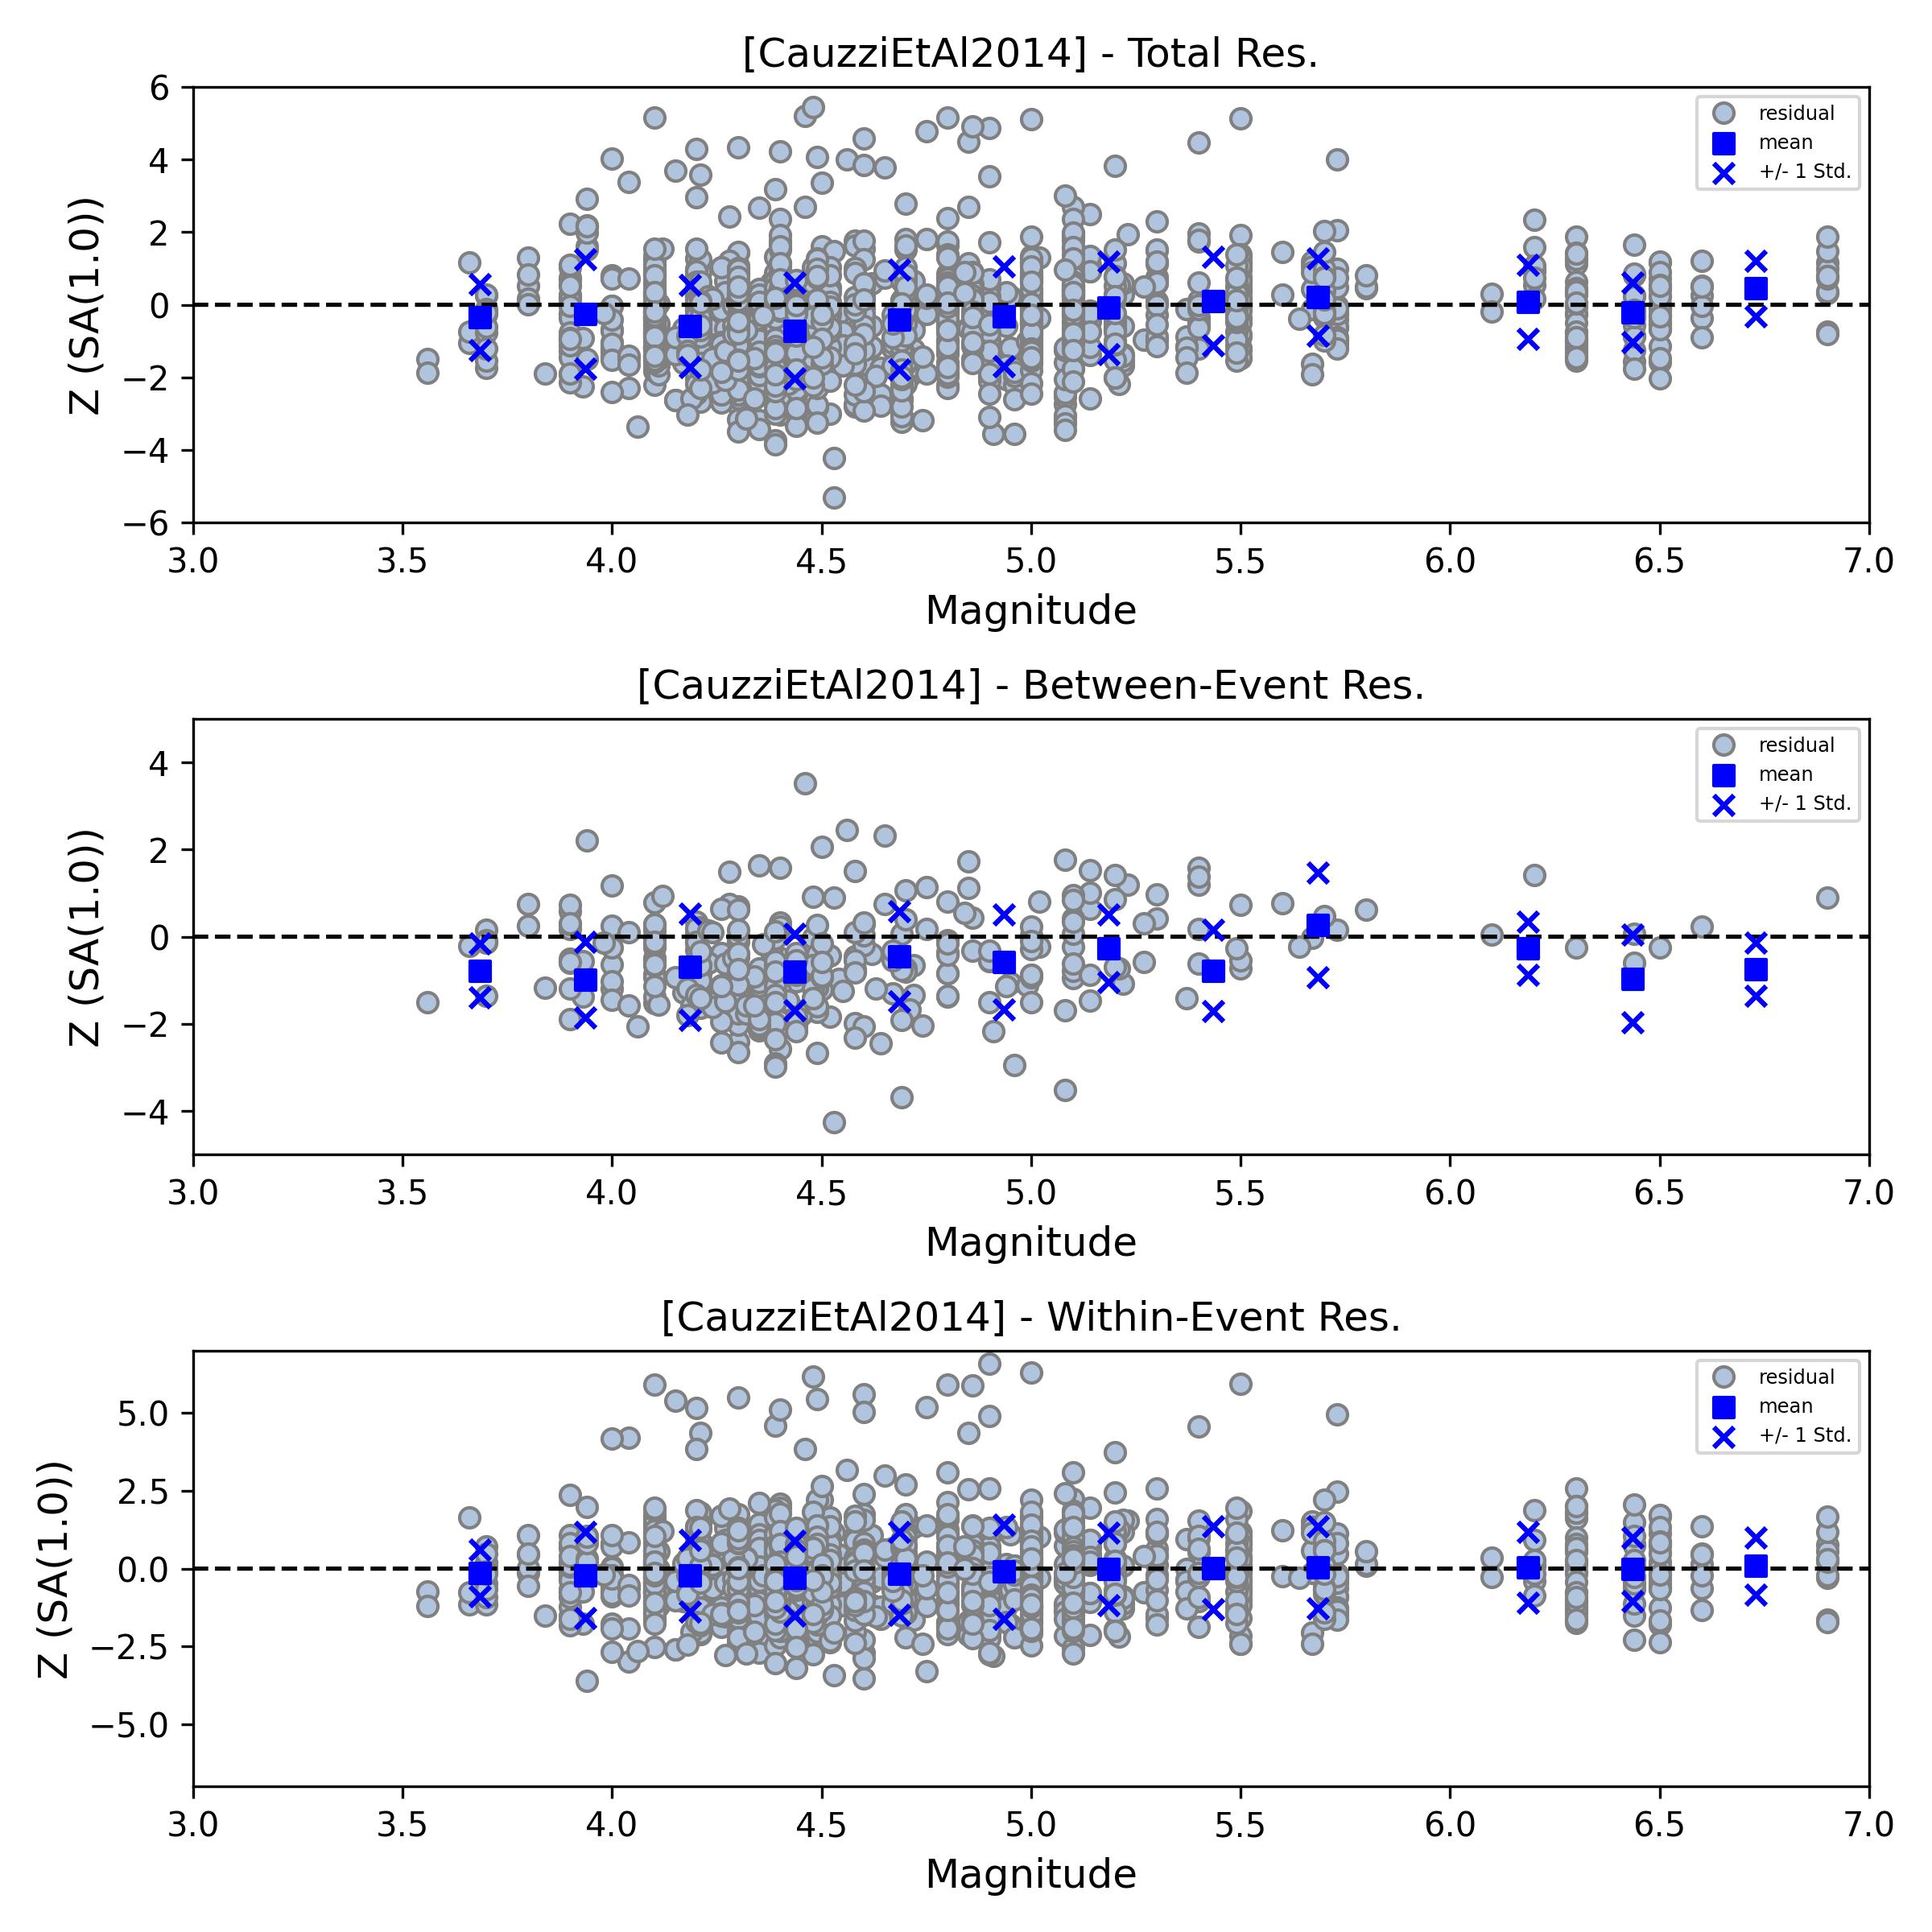 [CauzziEtAl2014] - Total Res.
6
4
2
0
−2
−4
−6
Z (SA(1.0))
residual
mean
+/- 1 Std.
3.0 3.5 4.0 4.5 5.0 5.5 6.0 6.5 7.0
Magnitude
[CauzziEtAl2014] - Between-Event Res.
4
2
0
−2
−4
Z (SA(1.0))
residual
mean
+/- 1 Std.
3.0 3.5 4.0 4.5 5.0 5.5 6.0 6.5 7.0
Magnitude
[CauzziEtAl2014] - Within-Event Res.
5.0
2.5
0.0
−2.5
−5.0
Z (SA(1.0))
residual
mean
+/- 1 Std.
3.0 3.5 4.0 4.5 5.0 5.5 6.0 6.5 7.0
Magnitude